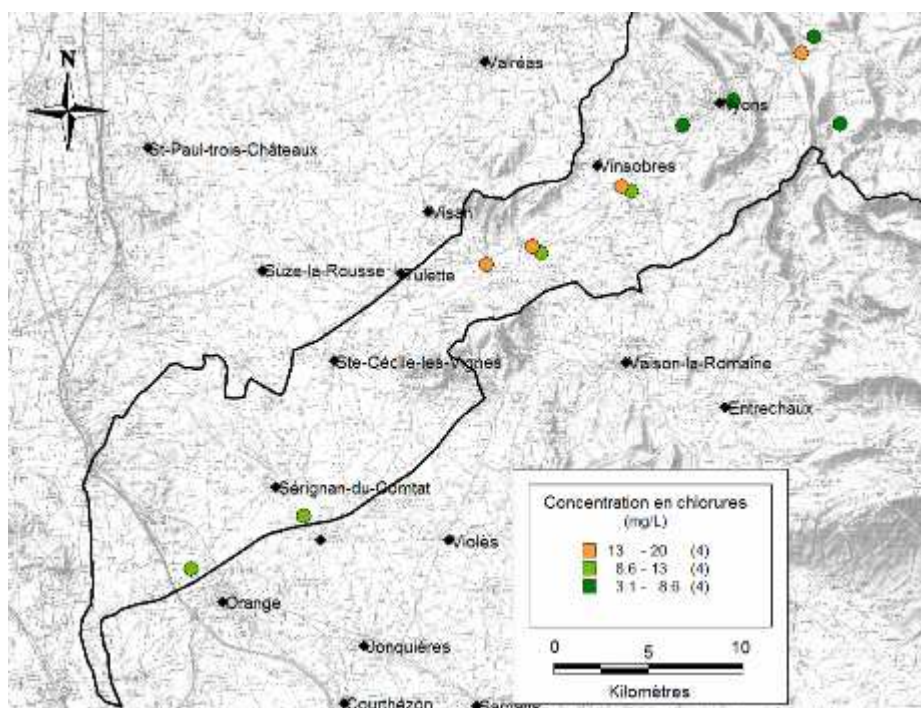 N
Valréas
Nyons
St-Paul-trois-Châteaux
Vinsobres
Visan
Suze-la-Rousse
Tulette
Ste-Cécile-les-Vignes
Vaison-la-Romaine
Entrechaux
Sérignan-du-Comtat
Violès
Orange
Jonquières
Courthézon
Concentration en chlorures
(mg/L)
13 - 20 (4)
8.6 - 13 (4)
3.1 - 8.6 (4)
0 5 10
Kilomètres